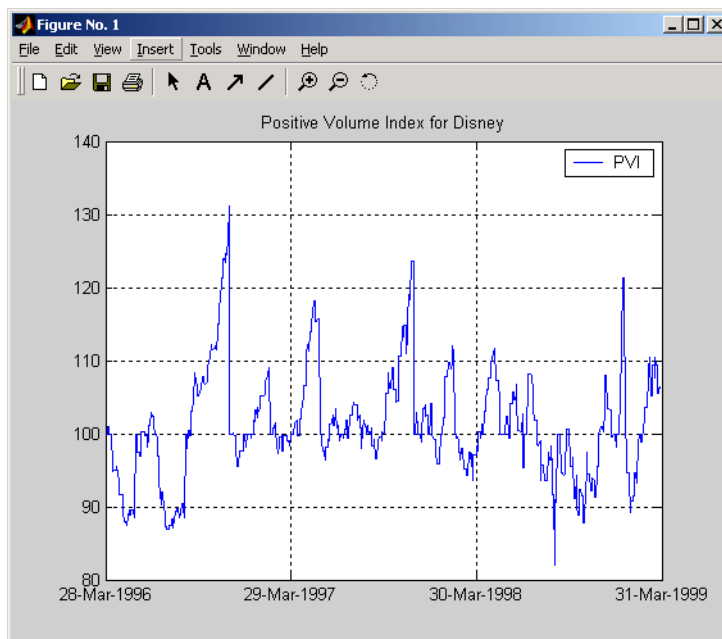 Figure No. 1
File Edit View Insert Tools Window Help
A
Positive Volume Index for Disney
PVI
140
130
120
110
100
90
80
28-Mar-1996 29-Mar-1997 30-Mar-1998 31-Mar-1999